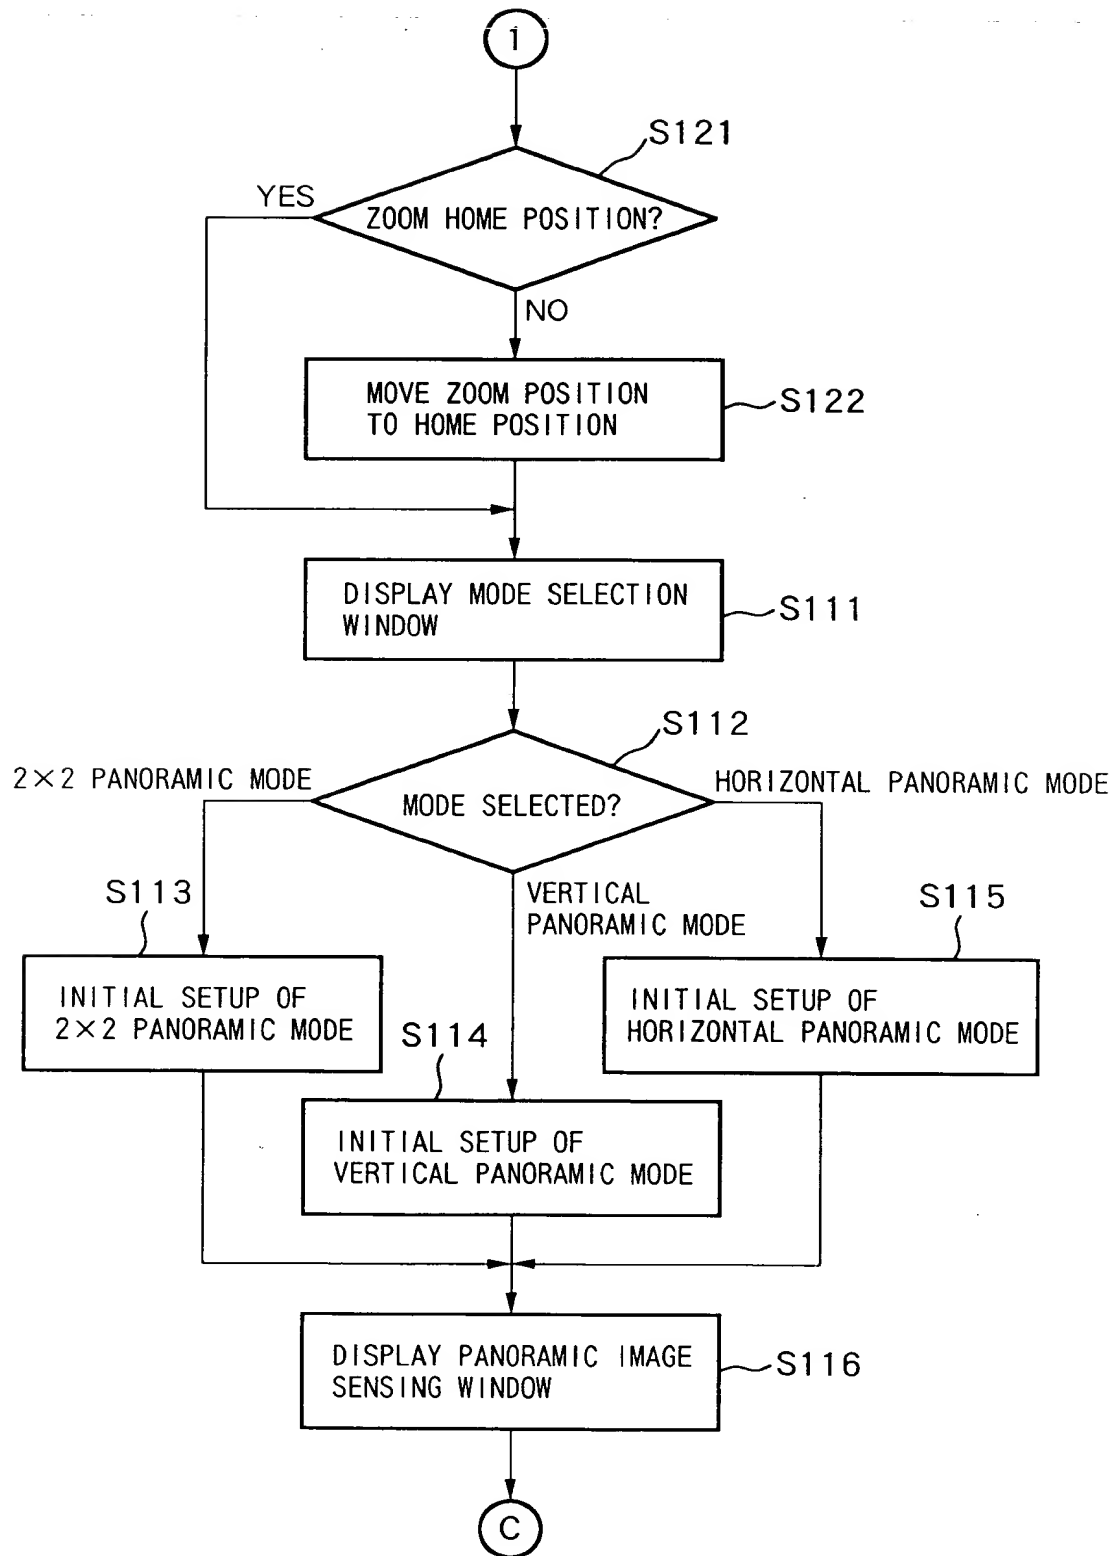 1
S121
YES
ZOOM HOME POSITION?
NO
MOVE ZOOM POSITION
TO HOME POSITION
S122
DISPLAY MODE SELECTION
WINDOW
S111
S112
2×2 PANORAMIC MODE
MODE SELECTED?
HORIZONTAL PANORAMIC MODE
VERTICAL
PANORAMIC MODE
S113
S115
INITIAL SETUP OF
2×2 PANORAMIC MODE
INITIAL SETUP OF
HORIZONTAL PANORAMIC MODE
S114
INITIAL SETUP OF
VERTICAL PANORAMIC MODE
DISPLAY PANORAMIC IMAGE
SENSING WINDOW
S116
C